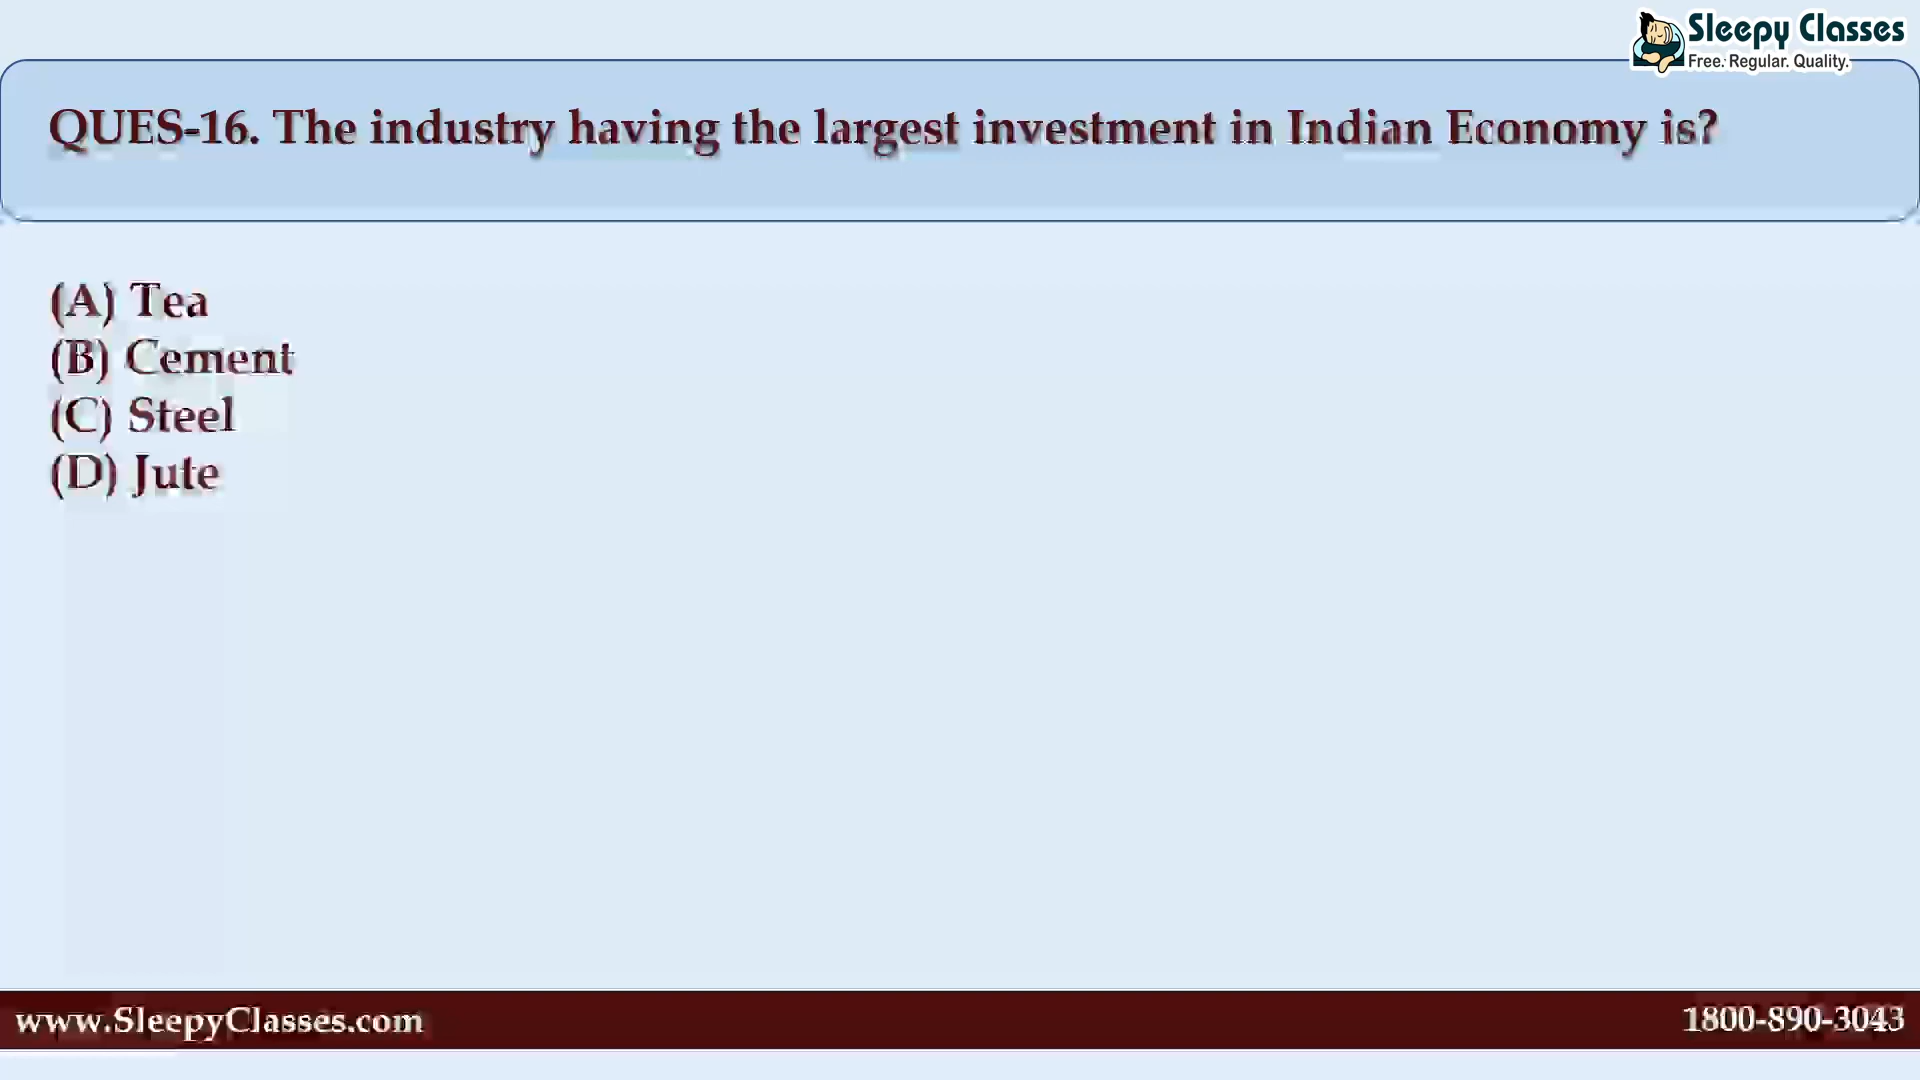 Sleepy Classes
Free. Regular. Quality.
QUES-16. The industry having the largest investment in Indian Economy is?
(A) Tea
(B) Cement
(C) Steel
(D) Jute
www.SleepyClasses.com
1800-890-3043